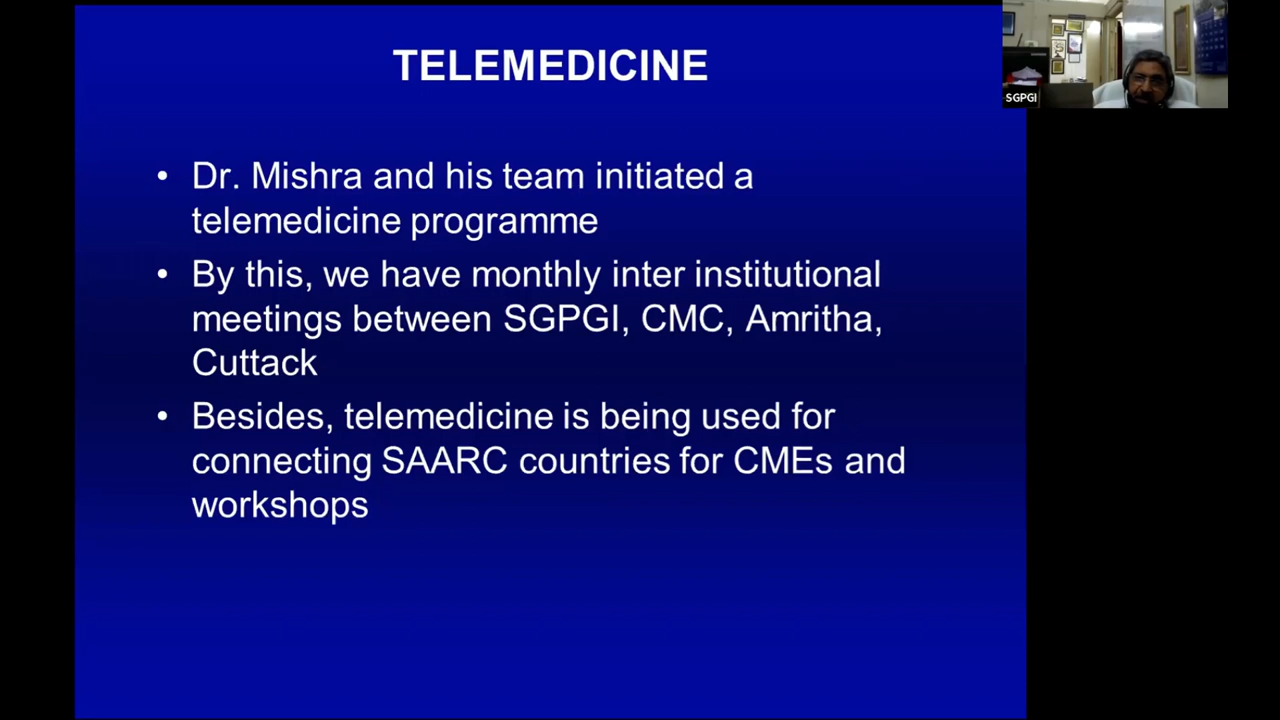 TELEMEDICINE
• Dr. Mishra and his team initiated a
telemedicine programme
• By this, we have monthly inter institutional
meetings between SGPGI, CMC, Amritha,
Cuttack
• Besides, telemedicine is being used for
connecting SAARC countries for CMEs and
workshops
SGPGI